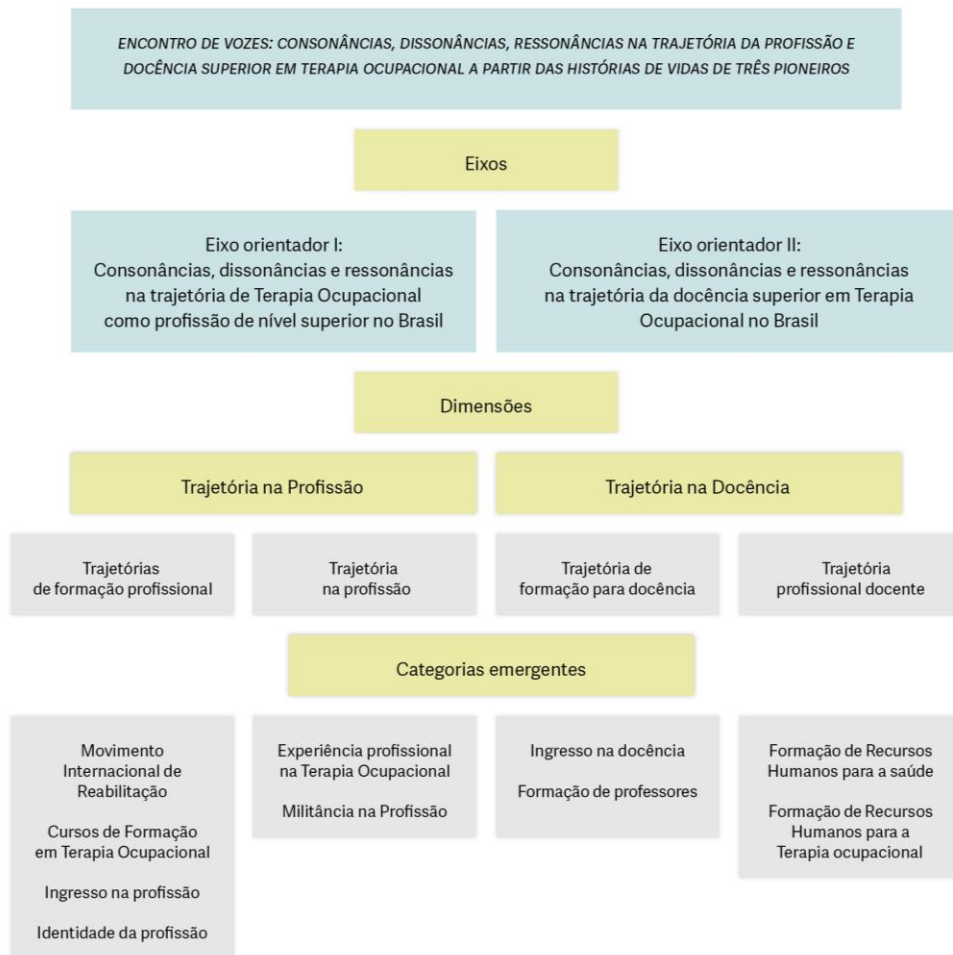 ENCONTRO DE VOZES: CONSONÂNCIAS, DISSONÂNCIAS, RESSONÂNCIAS NA TRAJETÓRIA DA PROFISSÃO E
DOCÊNCIA SUPERIOR EM TERAPIA OCUPACIONAL A PARTIR DAS HISTÓRIAS DE VIDAS DE TRÊS PIONEIROS
Eixos
Eixo orientador I:
Consonâncias, dissonâncias e ressonâncias
na trajetória de Terapia Ocupacional
como profissão de nível superior no Brasil
Eixo orientador II:
Consonâncias, dissonâncias e ressonâncias
na trajetória da docência superior em Terapia
Ocupacional no Brasil
Dimensões
Trajetória na Profissão
Trajetória na Docência
Trajetórias
de formação profissional
Trajetória
na profissão
Trajetória de
formação para docência
Trajetória
profissional docente
Categorias emergentes
Movimento
Internacional de
Reabilitação
Cursos de Formação
em Terapia Ocupacional
Ingresso na profissão
Identidade da profissão
Experiência profissional
na Terapia Ocupacional
Militância na Profissão
Ingresso na docência
Formação de professores
Formação de Recursos
Humanos para a saúde
Formação de Recursos
Humanos para a
Terapia ocupacional